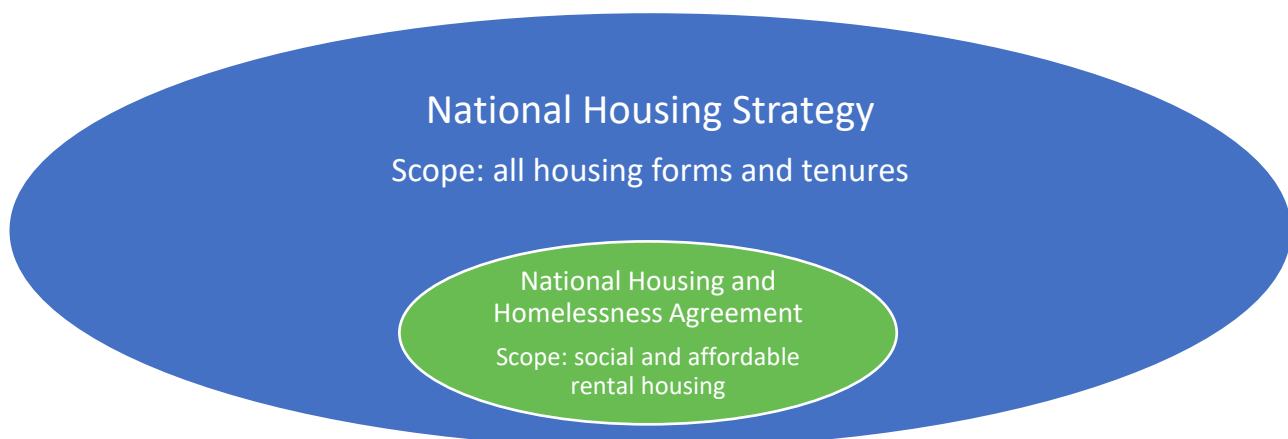 National Housing Strategy
Scope: all housing forms and tenures
National Housing and
Homelessness Agreement
Scope: social and affordable
rental housing